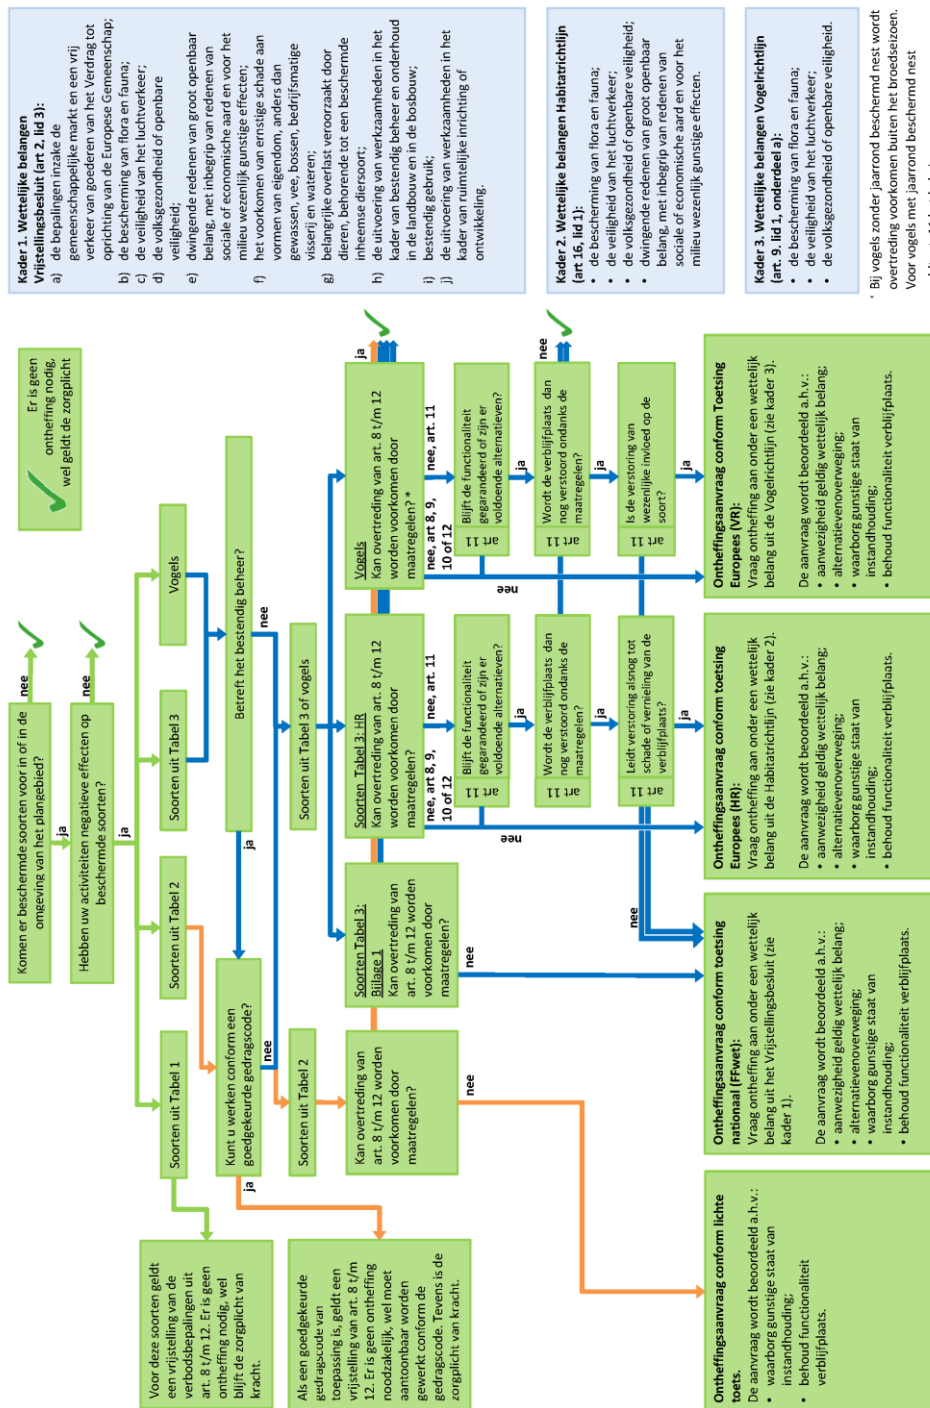 Komen er beschermde soorten voor in of in de
omgeving van het plangebied?
nee
ja
Er is geen
ontheffing nodig,
wel geldt de zorgplicht
Hebben uw activiteiten negatieve effecten op
beschermde soorten?
nee
ja
Soorten uit Tabel 1
Soorten uit Tabel 2
Soorten uit Tabel 3
Vogels
Voor deze soorten geldt
een vrijstelling van de
verbodsbepalingen uit
art. 8 t/m 12. Er is geen
ontheffing nodig, wel
blijft de zorgplicht van
kracht.
Kunt u werken conform een
goedgekeurde gedragscode?
ja
nee
Betreft het bestendig beheer?
ja
nee
Als een goedgekeurde
gedragscode van
toepassing is, geldt een
vrijstelling van art. 8 t/m
12. Er is geen ontheffing
noodzakelijk, wel moet
aantoonbaar worden
gewerkt conform de
gedragscode. Tevens is de
zorgplicht van kracht.
Soorten uit Tabel 2
Soorten uit Tabel 3 of vogels
Kan overtreding van
art. 8 t/m 12 worden
voorkomen door
maatregelen?
nee
Soorten Tabel 3:
Bijlage 1
Kan overtreding van
art. 8 t/m 12 worden
voorkomen door
maatregelen?
nee
Soorten Tabel 3: HR
Kan overtreding van art. 8 t/m 12
worden voorkomen door
maatregelen?
nee, art 8, 9,
10 of 12
nee, art. 11
Vogels
Kan overtreding van art. 8 t/m 12
worden voorkomen door
maatregelen? *
ja
nee, art 8, 9,
10 of 12
nee, art. 11
art 11
Blijft de functionaliteit
gegarandeerd of zijn er
voldoende alternatieven?
nee
ja
art 11
Blijft de functionaliteit
gegarandeerd of zijn er
voldoende alternatieven?
nee
ja
art 11
Wordt de verblijfplaats dan
nog verstoord ondanks de
maatregelen?
ja
art 11
Wordt de verblijfplaats dan
nog verstoord ondanks de
maatregelen?
nee
ja
art 11
Leidt verstoring alsnog tot
schade of vernieling van de
verblijfplaats?
nee
ja
art 11
Is de verstoring van
wezenlijke invloed op de
soort?
ja
Ontheffingsaanvraag conform lichte
toets.
De aanvraag wordt beoordeeld a.h.v.:
• waarborg gunstige staat van
instandhouding;
• behoud functionaliteit
verblijfplaats.
Ontheffingsaanvraag conform toetsing
nationaal (FFwet):
Vraag ontheffing aan onder een wettelijk
belang uit het Vrijstellingsbesluit (zie
kader 1).
De aanvraag wordt beoordeeld a.h.v.:
• aanwezigheid geldig wettelijk belang;
• alternatievenoverweging;
• waarborg gunstige staat van
instandhouding;
• behoud functionaliteit verblijfplaats.
Ontheffingsaanvraag conform toetsing
Europees (HR):
Vraag ontheffing aan onder een wettelijk
belang uit de Habitatrichtlijn (zie kader 2).
De aanvraag wordt beoordeeld a.h.v.:
• aanwezigheid geldig wettelijk belang;
• alternatievenoverweging;
• waarborg gunstige staat van
instandhouding;
• behoud functionaliteit verblijfplaats.
Ontheffingsaanvraag conform Toetsing
Europees (VR):
Vraag ontheffing aan onder een wettelijk
belang uit de Vogelrichtlijn (zie kader 3).
De aanvraag wordt beoordeeld a.h.v.:
• aanwezigheid geldig wettelijk belang;
• alternatievenoverweging;
• waarborg gunstige staat van
instandhouding;
• behoud functionaliteit verblijfplaats.
Kader 1. Wettelijke belangen
Vrijstellingsbesluit (art 2, lid 3):
a) de bepalingen inzake de
gemeenschappelijke markt en een vrij
verkeer van goederen van het Verdrag tot
oprichting van de Europese Gemeenschap;
b) de bescherming van flora en fauna;
c) de veiligheid van het luchtverkeer;
d) de volksgezondheid of openbare
veiligheid;
e) dwingende redenen van groot openbaar
belang, met inbegrip van redenen van
sociale of economische aard en voor het
milieu wezenlijk gunstige effecten;
f) het voorkomen van ernstige schade aan
vormen van eigendom, anders dan
gewassen, vee, bossen, bedrijfsmatige
visserij en wateren;
g) belangrijke overlast veroorzaakt door
dieren, behorende tot een beschermde
inheemse diersoort;
h) de uitvoering van werkzaamheden in het
kader van bestendig beheer en onderhoud
in de landbouw en in de bosbouw;
i) bestendig gebruik;
j) de uitvoering van werkzaamheden in het
kader van ruimtelijke inrichting of
ontwikkeling.
Kader 2. Wettelijke belangen Habitatrichtlijn
(art 16, lid 1):
• de bescherming van flora en fauna;
• de veiligheid van het luchtverkeer;
• de volksgezondheid of openbare veiligheid;
• dwingende redenen van groot openbaar
belang, met inbegrip van redenen van
sociale of economische aard en voor het
milieu wezenlijk gunstige effecten.
Kader 3. Wettelijke belangen Vogelrichtlijn
(art. 9. lid 1, onderdeel a):
• de bescherming van flora en fauna;
• de veiligheid van het luchtverkeer;
• de volksgezondheid of openbare veiligheid.
* Bij vogels zonder jaarrond beschermd nest wordt
overtreding voorkomen buiten het broedseizoen.
Voor vogels met jaarrond beschermd nest